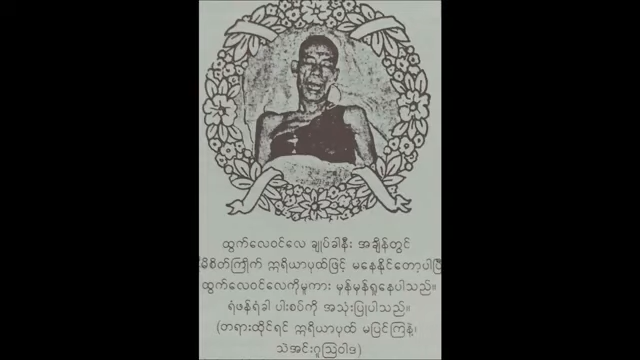 ထွက်လေဝင်လေ ချုပ်ခါနီး အချိန်တွင်
မိမိစိတ်ကြိုက် ဣရိယာပုထ်ဖြင့် မနေနိုင်တော့ပါပြီ
ထွက်လေဝင်လေကိုမူကား မှန်မှန်ရှုနေပါသည်။
ရံဖန်ရံခါ ပါးစပ်ကို အသုံးပြုပါသည်။
(တရားထိုင်ရင် ဣရိယာပုထ် မပြင်ကြနဲ့၊
သဲအင်းဂူဩဝါဒ)